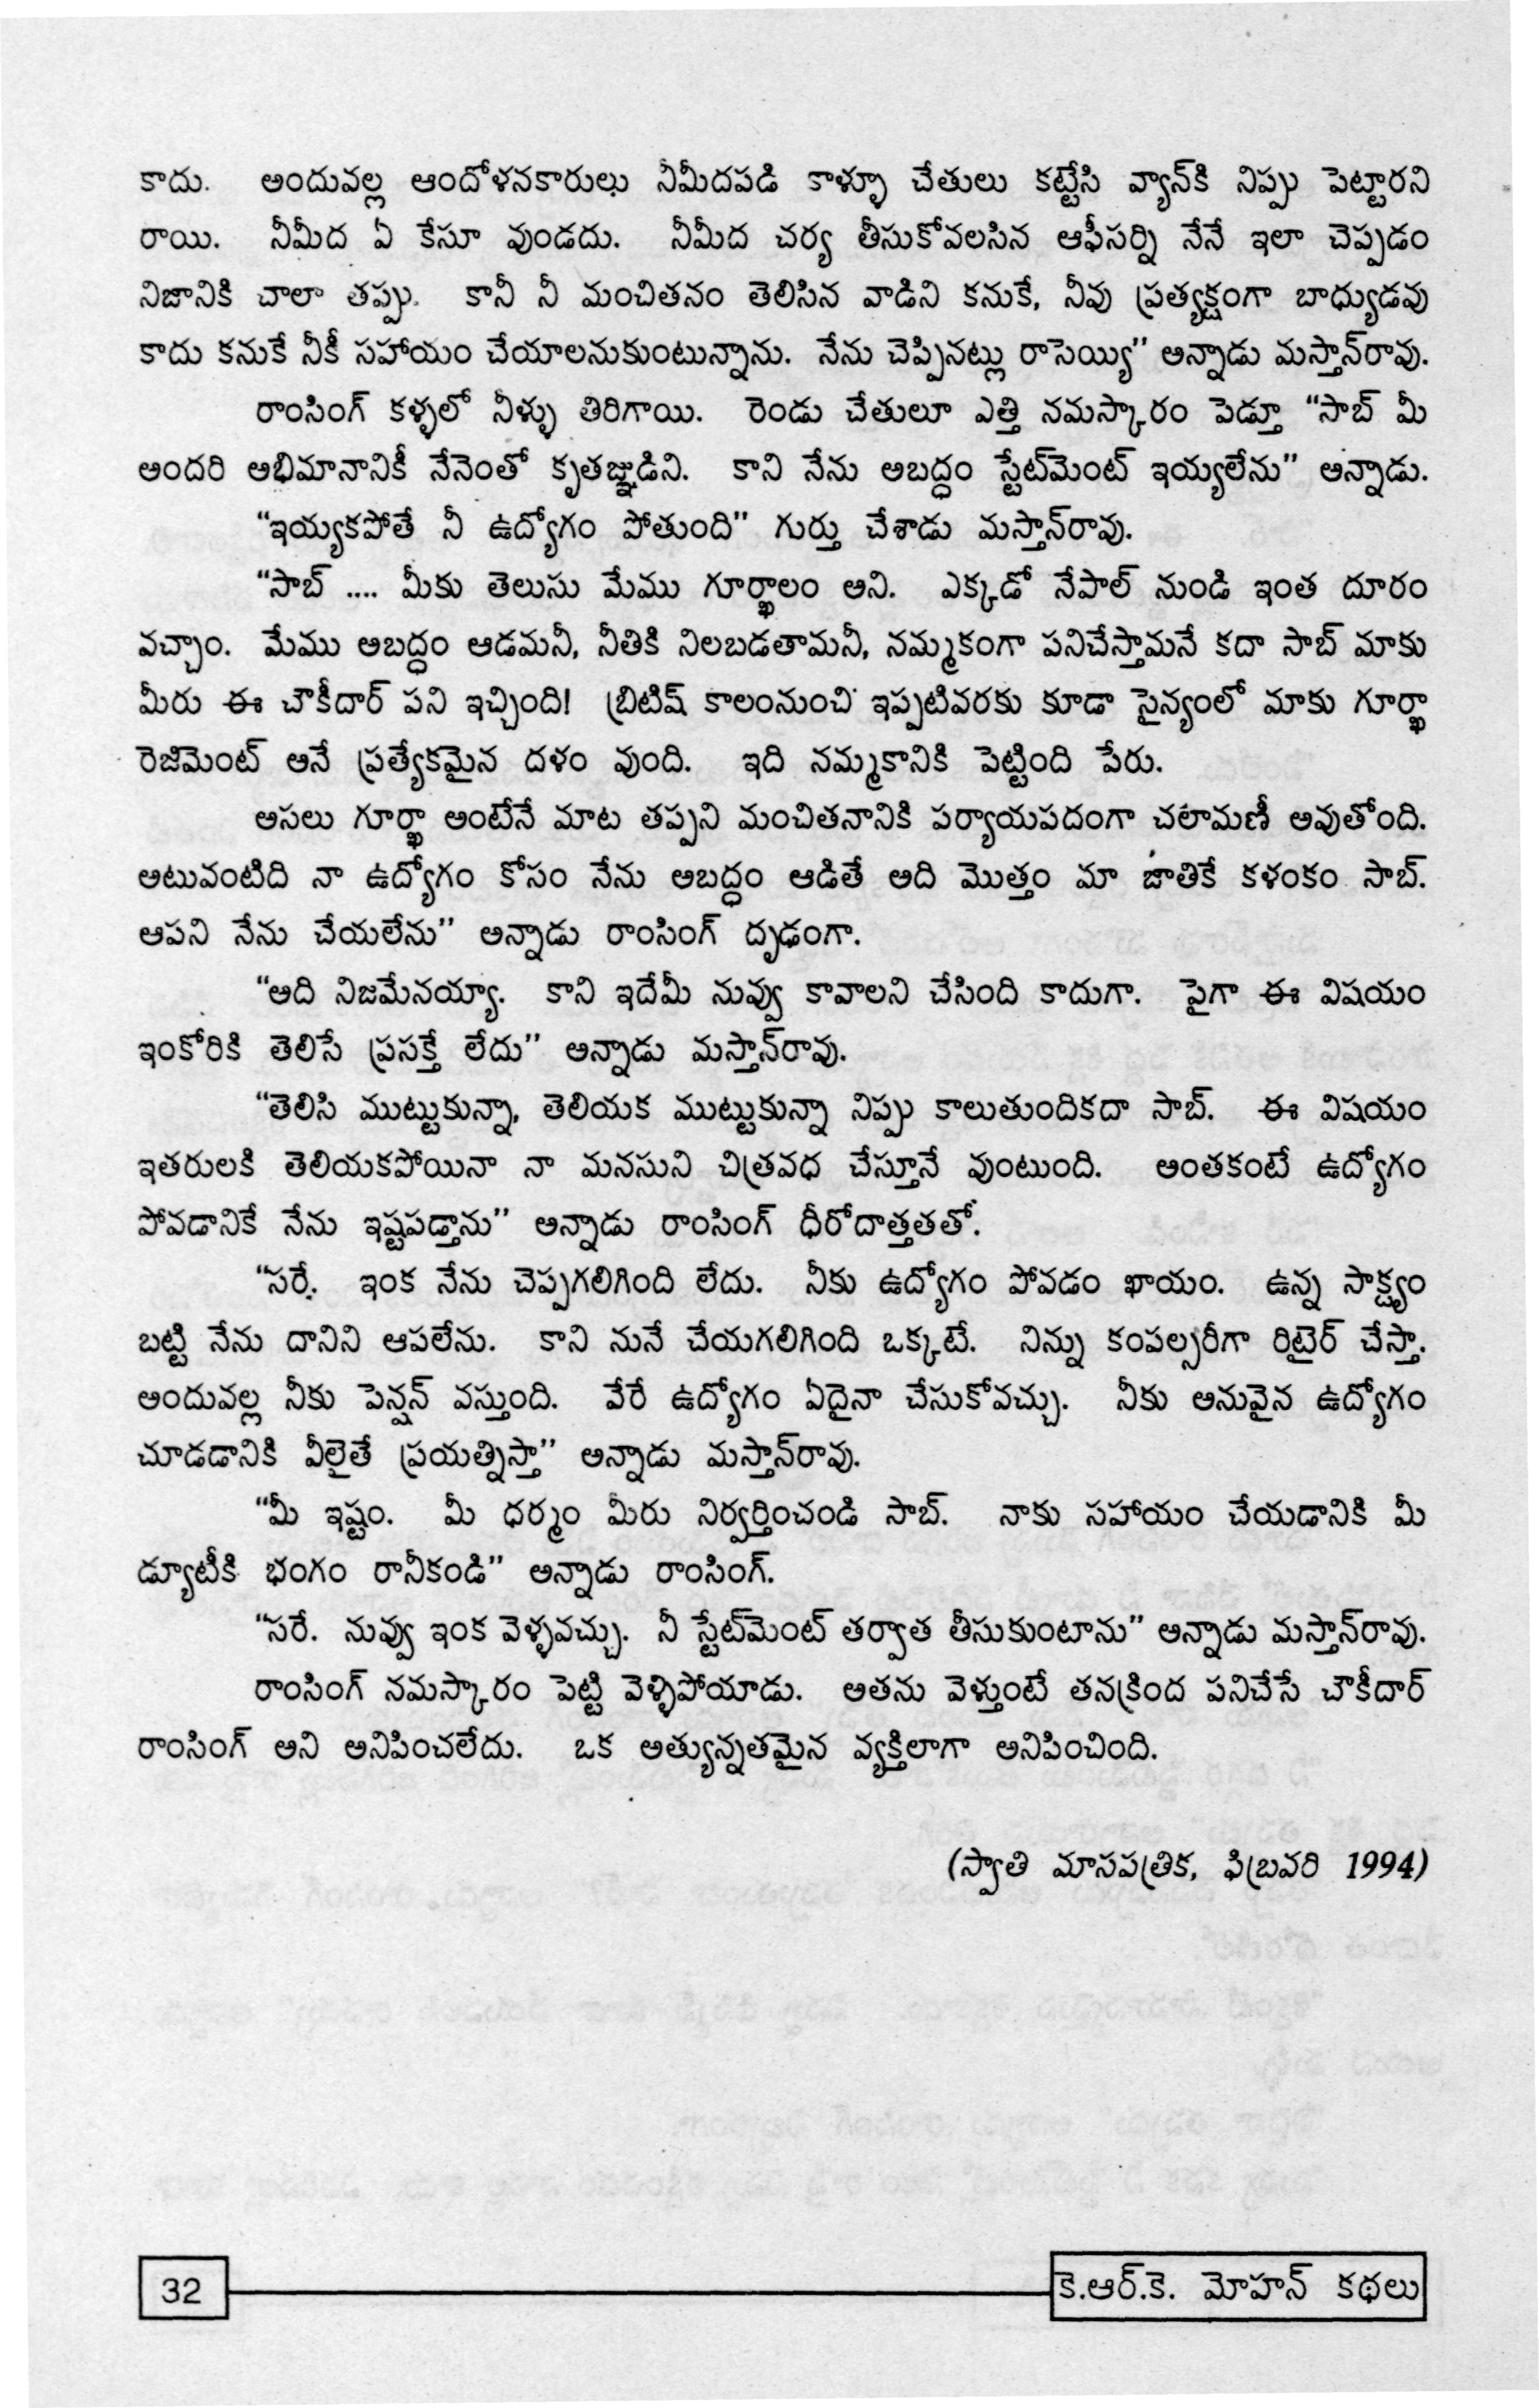 కాదు. అందువల్ల ఆందోళనకారులు నీమీదపడి కాళ్ళూ చేతులు కట్టేసి వ్యాన్‌కి నిప్పు పెట్టారని
రాయి. నీమీద ఏ కేసూ వుండదు. నీమీద చర్య తీసుకోవలసిన ఆఫీసర్ని నేనే ఇలా చెప్పడం
నిజానికి చాలా తప్పు. కానీ నీ మంచితనం తెలిసిన వాడిని కనుకే, నీవు ప్రత్యక్షంగా బాధ్యుడవు
కాదు కనుకే నీకీ సహాయం చేయాలనుకుంటున్నాను. నేను చెప్పినట్లు రాసెయ్యి" అన్నాడు మస్తాన్‌రావు.
రాంసింగ్ కళ్ళలో నీళ్ళు తిరిగాయి. రెండు చేతులూ ఎత్తి నమస్కారం పెడ్తూ "సాబ్ మీ
అందరి అభిమానానికీ నేనెంతో కృతజ్ఞుడిని. కాని నేను అబద్ధం స్టేట్‌మెంట్ ఇయ్యలేను" అన్నాడు.
"ఇయ్యకపోతే నీ ఉద్యోగం పోతుంది" గుర్తు చేశాడు మస్తాన్‌రావు.
"సాబ్ .... మీకు తెలుసు మేము గూర్ఖాలం అని. ఎక్కడో నేపాల్ నుండి ఇంత దూరం
వచ్చాం. మేము అబద్ధం ఆడమనీ, నీతికి నిలబడతామనీ, నమ్మకంగా పనిచేస్తామనే కదా సాబ్ మాకు
మీరు ఈ చౌకీదార్ పని ఇచ్చింది! బ్రిటిష్ కాలంనుంచి ఇప్పటివరకు కూడా సైన్యంలో మాకు గూర్ఖా
రెజిమెంట్ అనే ప్రత్యేకమైన దళం వుంది. ఇది నమ్మకానికి పెట్టింది పేరు.
అసలు గూర్ఖా అంటేనే మాట తప్పని మంచితనానికి పర్యాయపదంగా చలామణీ అవుతోంది.
అటువంటిది నా ఉద్యోగం కోసం నేను అబద్ధం ఆడితే అది మొత్తం మా జాతికే కళంకం సాబ్.
ఆపని నేను చేయలేను" అన్నాడు రాంసింగ్ దృఢంగా.
"అది నిజమేనయ్యా. కాని ఇదేమీ నువ్వు కావాలని చేసింది కాదుగా. పైగా ఈ విషయం
ఇంకోరికి తెలిసే ప్రసక్తే లేదు" అన్నాడు మస్తాన్‌రావు.
"తెలిసి ముట్టుకున్నా, తెలియక ముట్టుకున్నా నిప్పు కాలుతుందికదా సాబ్. ఈ విషయం
ఇతరులకి తెలియకపోయినా నా మనసుని చిత్రవధ చేస్తూనే వుంటుంది. అంతకంటే ఉద్యోగం
పోవడానికే నేను ఇష్టపడ్తాను" అన్నాడు రాంసింగ్ ధీరోదాత్తతతో.
"సర్లే. ఇంక నేను చెప్పగలిగింది లేదు. నీకు ఉద్యోగం పోవడం ఖాయం. ఉన్న సాక్ష్యం
బట్టి నేను దానిని ఆపలేను. కాని నునే చేయగలిగింది ఒక్కటే. నిన్ను కంపల్సరీగా రిటైర్ చేస్తా.
అందువల్ల నీకు పెన్షన్ వస్తుంది. వేరే ఉద్యోగం ఏదైనా చేసుకోవచ్చు. నీకు అనువైన ఉద్యోగం
చూడడానికి వీలైతే ప్రయత్నిస్తా" అన్నాడు మస్తాన్‌రావు.
"మీ ఇష్టం. మీ ధర్మం మీరు నిర్వర్తించండి సాబ్. నాకు సహాయం చేయడానికి మీ
డ్యూటీకి భంగం రానీకండి" అన్నాడు రాంసింగ్.
"సరే. నువ్వు ఇంక వెళ్ళవచ్చు. నీ స్టేట్‌మెంట్ తర్వాత తీసుకుంటాను" అన్నాడు మస్తాన్‌రావు.
రాంసింగ్ నమస్కారం పెట్టి వెళ్ళిపోయాడు. అతను వెళ్తుంటే తనక్రింద పనిచేసే చౌకీదార్
రాంసింగ్ అని అనిపించలేదు. ఒక అత్యున్నతమైన వ్యక్తిలాగా అనిపించింది.
(స్వాతి మాసపత్రిక, ఫిబ్రవరి 1994)
32
కె.ఆర్.కె. మోహన్ కథలు